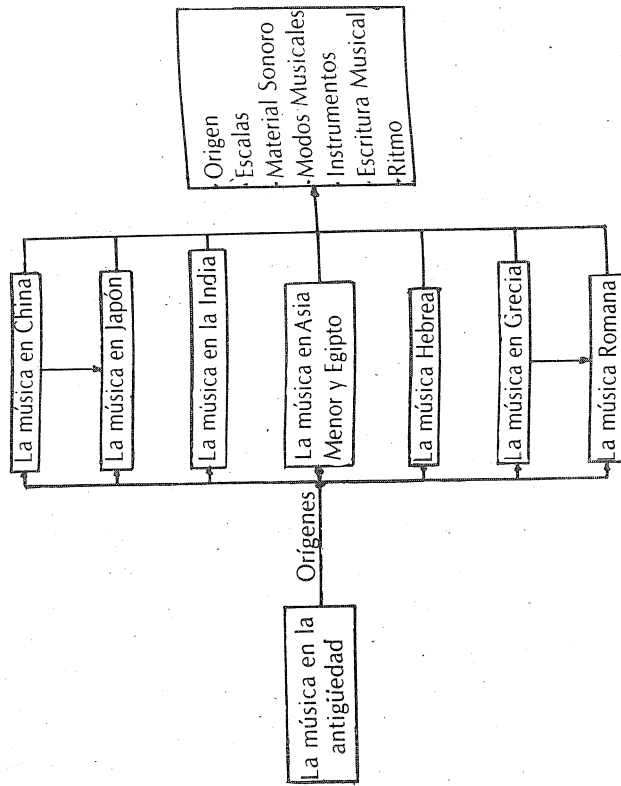 La música en la
antigüedad
Orígenes
La música en China
La música en Japón
La música en la India
La música en Asia
Menor y Egipto
La música Hebrea
La música en Grecia
La música Romana
Origen
Escalas
Material Sonoro
Modos Musicales
Instrumentos
Escritura Musical
Ritmo